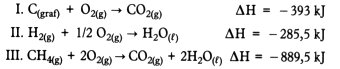 I. C(graf) + O2(g) → CO2(g) ΔH = – 393 kJ
II. H2(g) + 1/2 O2(g) → H2O(ℓ) ΔH = – 285,5 kJ
III. CH4(g) + 2O2(g) → CO2(g) + 2H2O(ℓ) ΔH = – 889,5 kJ